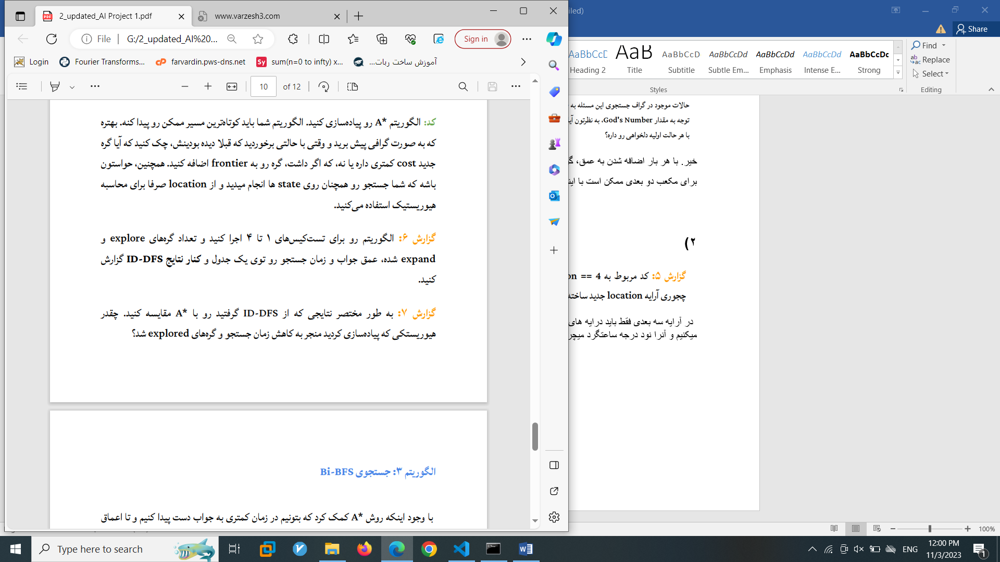 2_updated_AI Project 1.pdf
www.varzesh3.com
File
G:/2_updated_AI%20...
Sign in
Login
Fourier Transforms...
farvardin.pws-dns.net
sum(n=0 to infty) x...
آموزش ساخت ربات...
10 of 12
کد: الگوریتم A* رو پیاده‌سازی کنید. الگوریتم شما باید کوتاه‌ترین مسیر ممکن رو پیدا کنه. بهتره
که به صورت گرافی پیش برید و وقتی با حالتی برخوردید که قبلا دیده بودینش، چک کنید که آیا گره
جدید cost کمتری داره یا نه، که اگر داشت، گره رو به frontier اضافه کنید. همچنین، حواستون
باشه که شما جستجو رو همچنان روی state ها انجام میدید و از location صرفا برای محاسبه
هیوریستیک استفاده می‌کنید.
گزارش ۶: الگوریتم رو برای تست‌کیس‌های ۱ تا ۴ اجرا کنید و تعداد گره‌های explore و
expand شده، عمق جواب و زمان جستجو رو توی یک جدول و کنار نتایج ID-DFS گزارش
کنید.
گزارش ۷: به طور مختصر نتایجی که از ID-DFS گرفتید رو با A* مقایسه کنید. چقدر
هیوریستکی که پیاده‌سازی کردید منجر به کاهش زمان جستجو و گره‌های explored شد؟
الگوریتم ۳: جستجوی Bi-BFS
با وجود اینکه روش A* کمک کرد که بتونیم در زمان کمتری به جواب دست پیدا کنیم و تا اعماق
iled)
Share
AaBbCcD
AaB
AaBbCcD
AaBbCcDd
AaBbCcDd
AaBbCcDd
AaBbCcDc
Heading 2
Title
Subtitle
Subtle Em...
Emphasis
Intense E...
Strong
Styles
Find
Replace
Select
Editing
حالات موجود در گراف جستجوی این مسئله به
توجه به مقدار God's Number، به نظرتون آیا
با هر حالت اولیه دلخواهی رو داره؟
خیر. با هر بار اضافه شدن به عمق،
برای مکعب دو بعدی ممکن است با
۲)
گزارش ۵: کد مربوط به on == 4
چجوری آرایه location جدید ساخته
در آرایه سه بعدی فقط باید درایه های
میکنیم و آنرا نود درجه ساعتگرد
100%
Type here to search
ENG
12:00 PM
11/3/2023
1